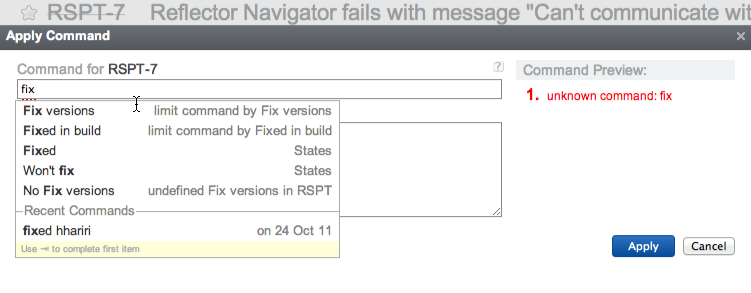 RSPT-7 Reflector Navigator fails with message "Can't communicate wit
Apply Command
Command for RSPT-7
fix
Fix versions limit command by Fix versions
Fixed in build limit command by Fixed in build
Fixed States
Won't fix States
No Fix versions undefined Fix versions in RSPT
Recent Commands
fixed hhariri on 24 Oct 11
Use ⇥ to complete first item
Command Preview:
1. unknown command: fix
Apply Cancel